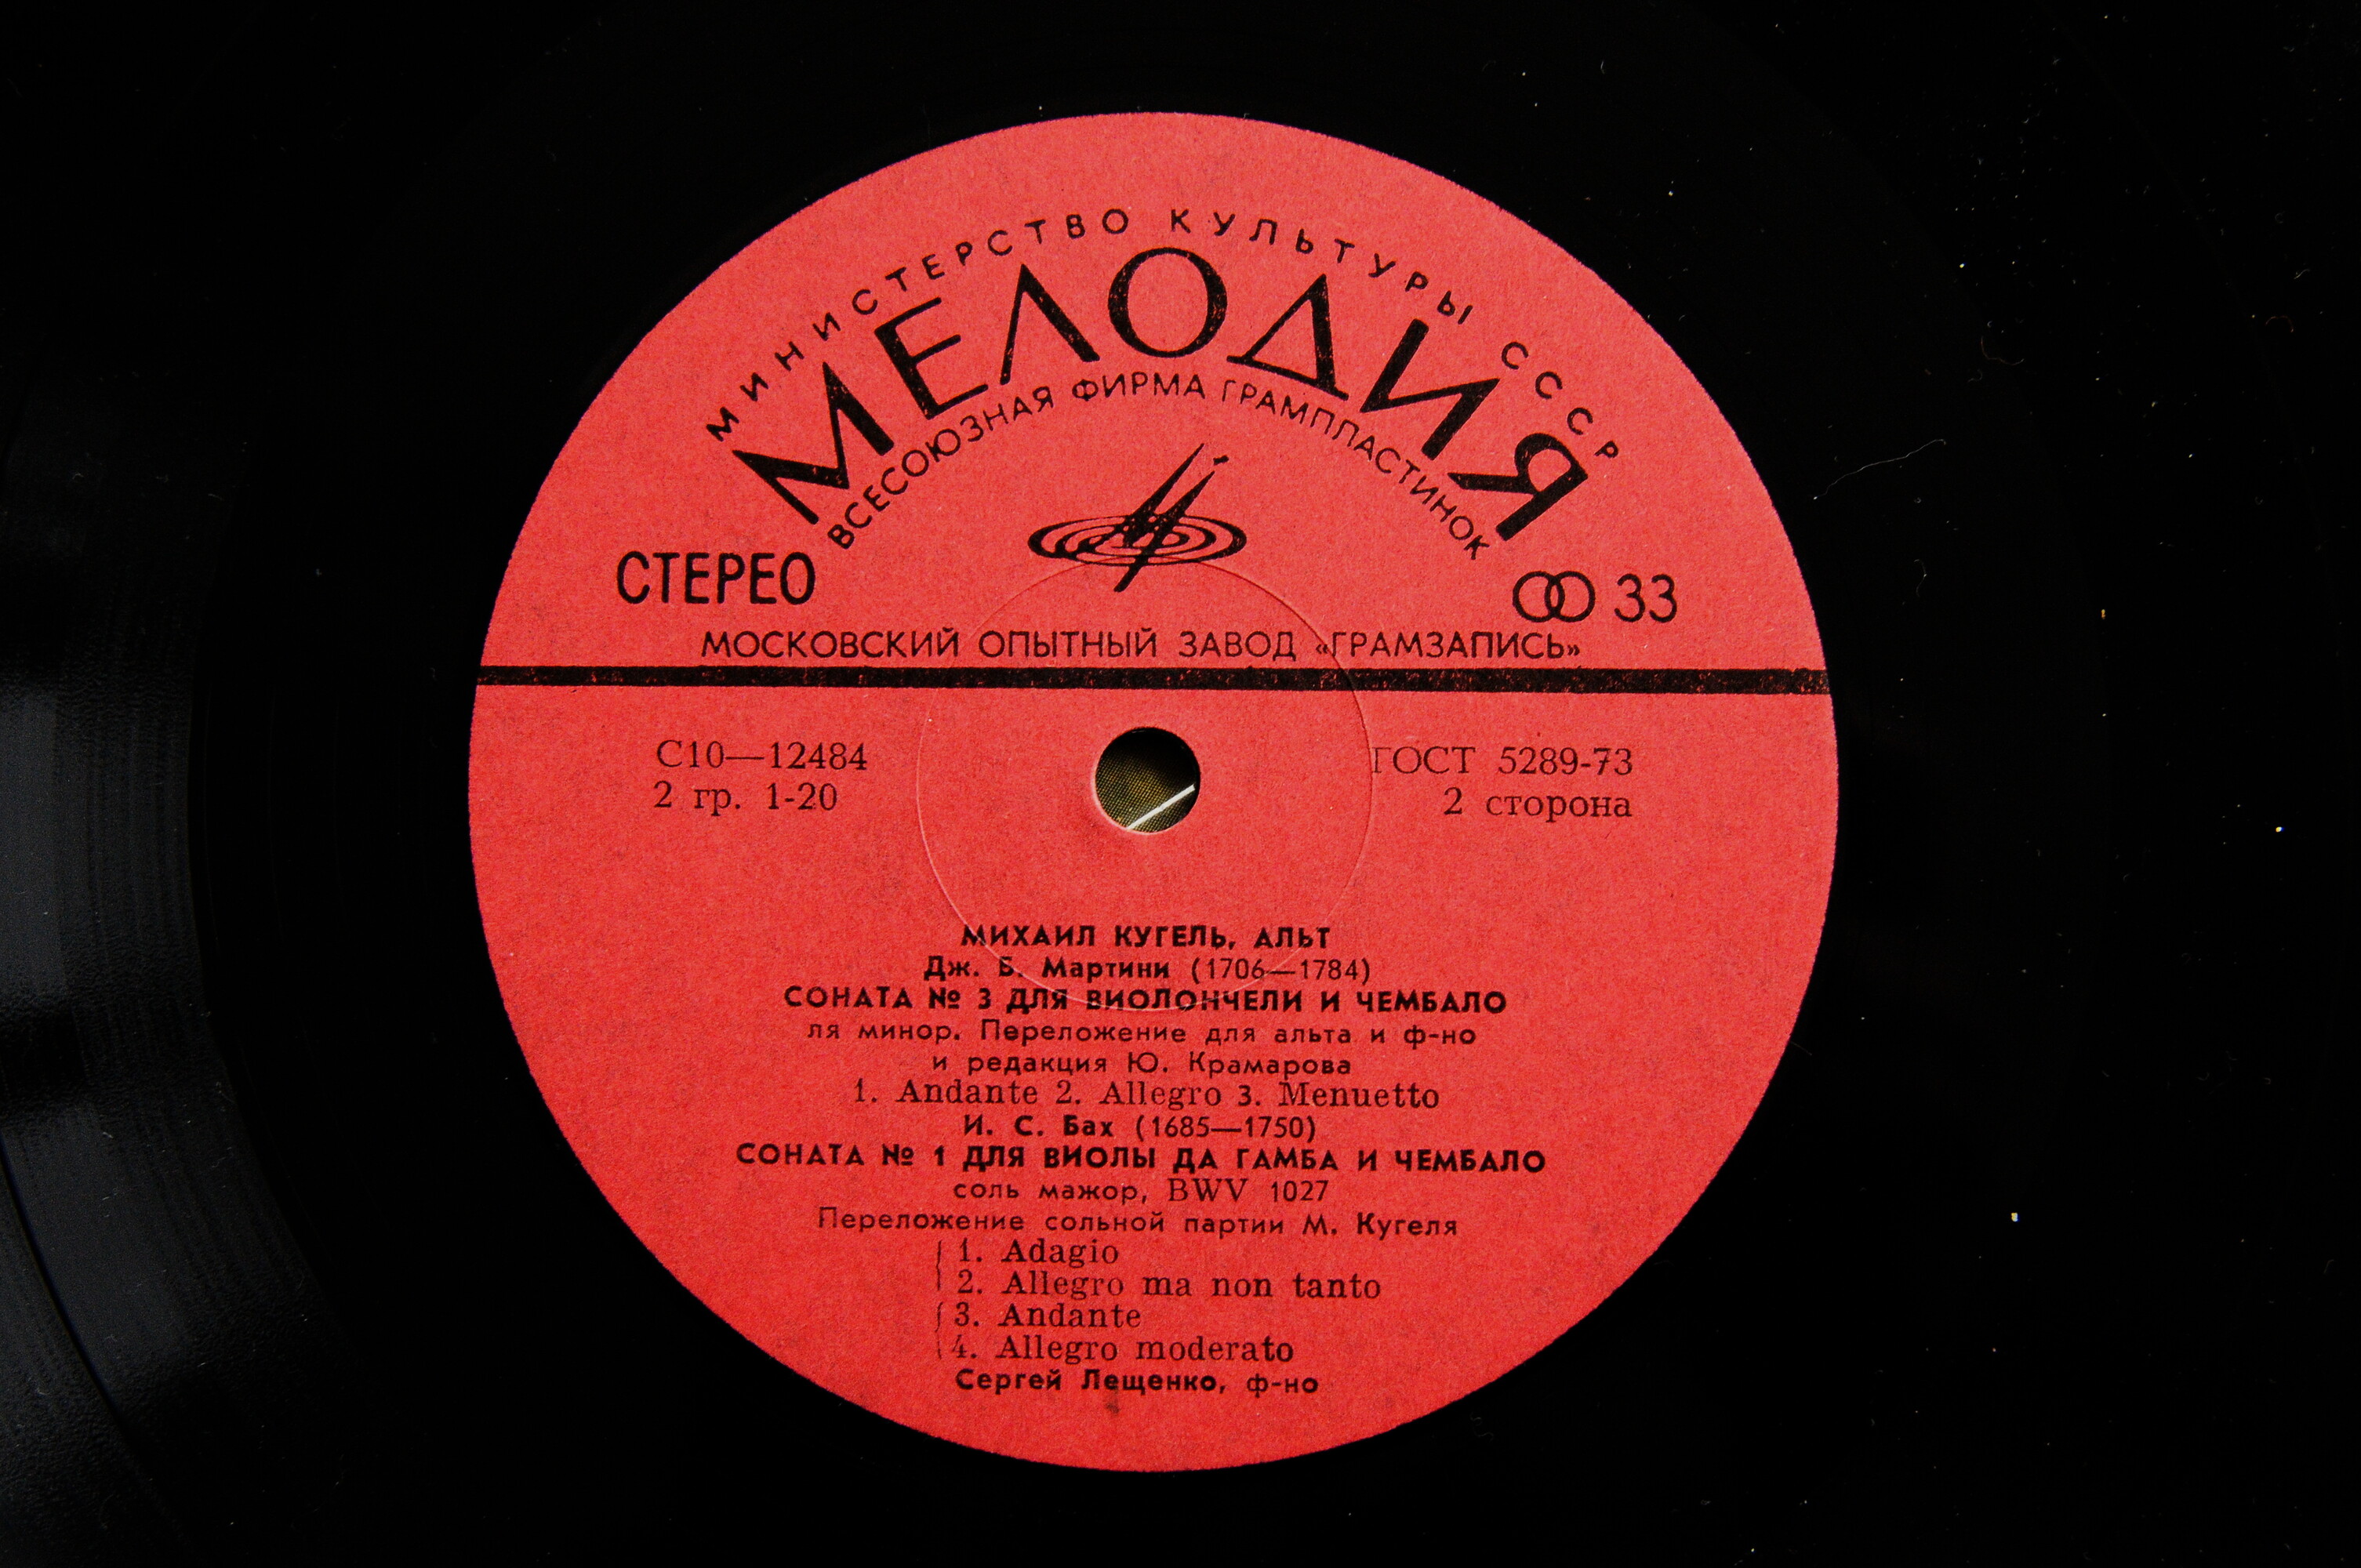 МИНИСТЕРСТВО КУЛЬТУРЫ СССР
МЕЛОДИЯ
ВСЕСОЮЗНАЯ ФИРМА ГРАМПЛАСТИНОК
СТЕРЕО
33
МОСКОВСКИЙ ОПЫТНЫЙ ЗАВОД «ГРАМЗАПИСЬ»
С10—12484
ГОСТ 5289-73
2 гр. 1-20
2 сторона
МИХАИЛ КУГЕЛЬ, АЛЬТ
Дж. Б. Мартини (1706—1784)
СОНАТА № 3 ДЛЯ ВИОЛОНЧЕЛИ И ЧЕМБАЛО
ля минор. Переложение для альта и ф-но
и редакция Ю. Крамарова
1. Andante 2. Allegro 3. Menuetto
И. С. Бах (1685—1750)
СОНАТА № 1 ДЛЯ ВИОЛЫ ДА ГАМБА И ЧЕМБАЛО
соль мажор, BWV 1027
Переложение сольной партии М. Кугеля
1. Adagio
2. Allegro ma non tanto
3. Andante
4. Allegro moderato
Сергей Лещенко, ф-но